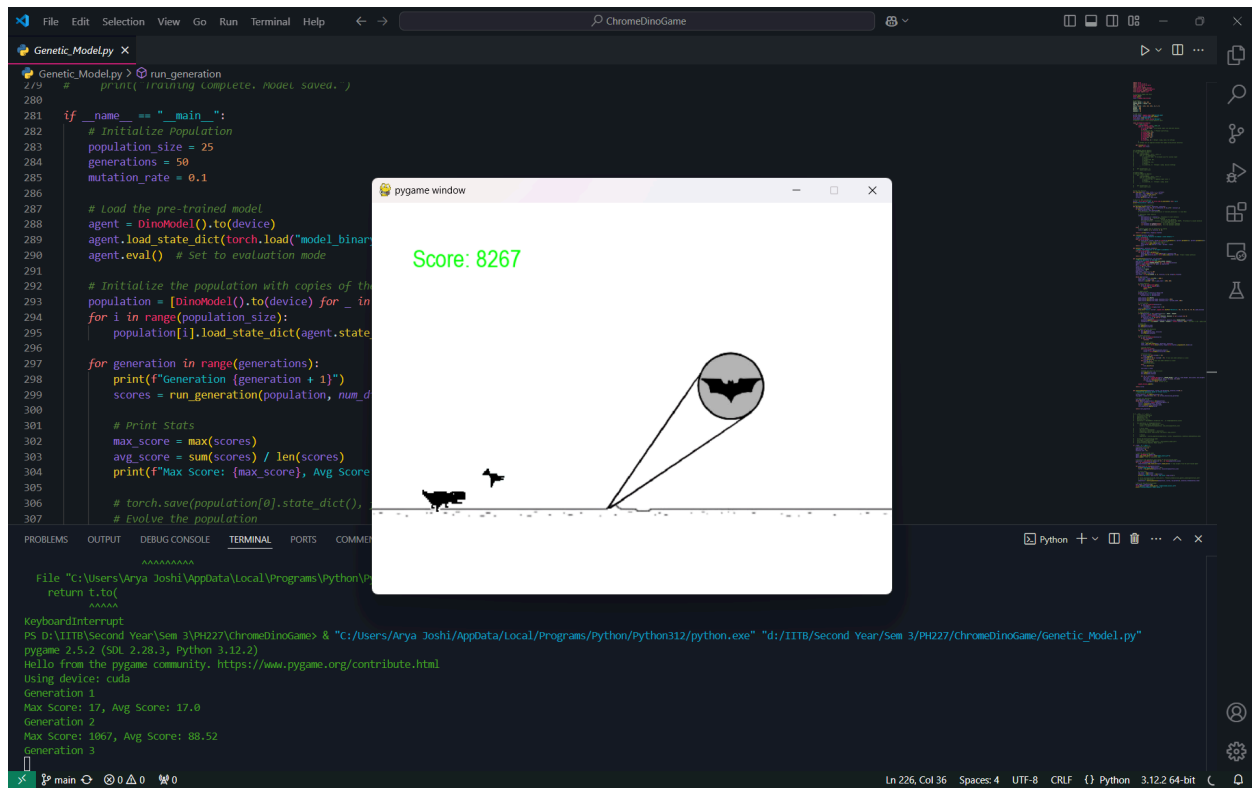 File Edit Selection View Go Run Terminal Help
ChromeDinoGame
Genetic_Model.py
Genetic_Model.py > run_generation
279 # print("Training Complete. Model saved.")
280
281 if __name__ == "__main__":
282 # Initialize Population
283 population_size = 25
284 generations = 50
285 mutation_rate = 0.1
286
287 # Load the pre-trained model
288 agent = DinoModel().to(device)
289 agent.load_state_dict(torch.load("model_binary
290 agent.eval() # Set to evaluation mode
291
292 # Initialize the population with copies of the
293 population = [DinoModel().to(device) for _ in
294 for i in range(population_size):
295 population[i].load_state_dict(agent.state_
296
297 for generation in range(generations):
298 print(f"Generation {generation + 1}")
299 scores = run_generation(population, num_d
300
301 # Print Stats
302 max_score = max(scores)
303 avg_score = sum(scores) / len(scores)
304 print(f"Max Score: {max_score}, Avg Score
305
306 # torch.save(population[0].state_dict(),
307 # Evolve the population
pygame window
Score: 8267
PROBLEMS OUTPUT DEBUG CONSOLE TERMINAL PORTS COMME
Python
^^^^^^^^^
File "C:\Users\Arya Joshi\AppData\Local\Programs\Python\Py
return t.to(
^^^^^
KeyboardInterrupt
PS D:\IITB\Second Year\Sem 3\PH227\ChromeDinoGame> & "C:/Users/Arya Joshi/AppData/Local/Programs/Python/Python312/python.exe" "d:/IITB/Second Year/Sem 3/PH227/ChromeDinoGame/Genetic_Model.py"
pygame 2.5.2 (SDL 2.28.3, Python 3.12.2)
Hello from the pygame community. https://www.pygame.org/contribute.html
Using device: cuda
Generation 1
Max Score: 17, Avg Score: 17.0
Generation 2
Max Score: 1067, Avg Score: 88.52
Generation 3
main 0 0 0 Ln 226, Col 36 Spaces: 4 UTF-8 CRLF {} Python 3.12.2 64-bit